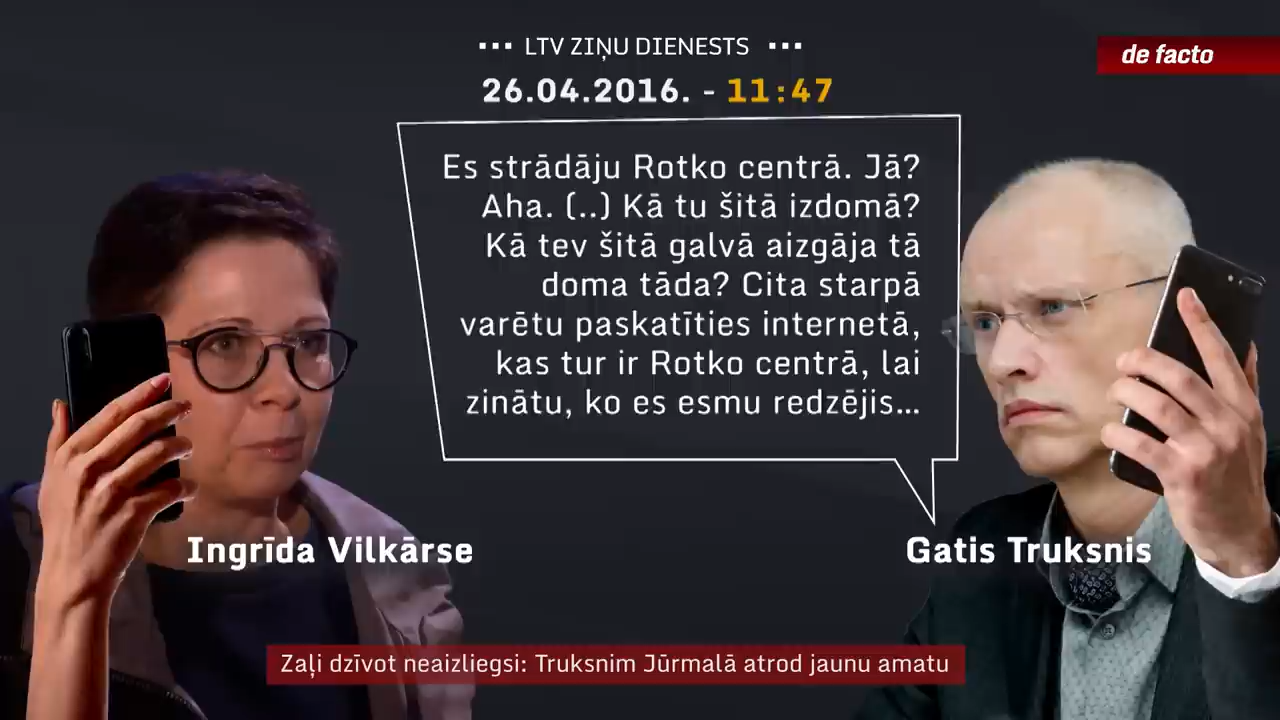 LTV ZIŅU DIENESTS
de facto
26.04.2016. - 11:47
Es strādāju Rotko centrā. Jā?
Aha. (..) Kā tu šitā izdomā?
Kā tev šitā galvā aizgāja tā
doma tāda? Cita starpā
varētu paskatīties internetā,
kas tur ir Rotko centrā, lai
zinātu, ko es esmu redzējis...
Ingrīda Vilkārse
Gatis Truksnis
Zaļi dzīvot neaizliegsi: Truksnim Jūrmalā atrod jaunu amatu